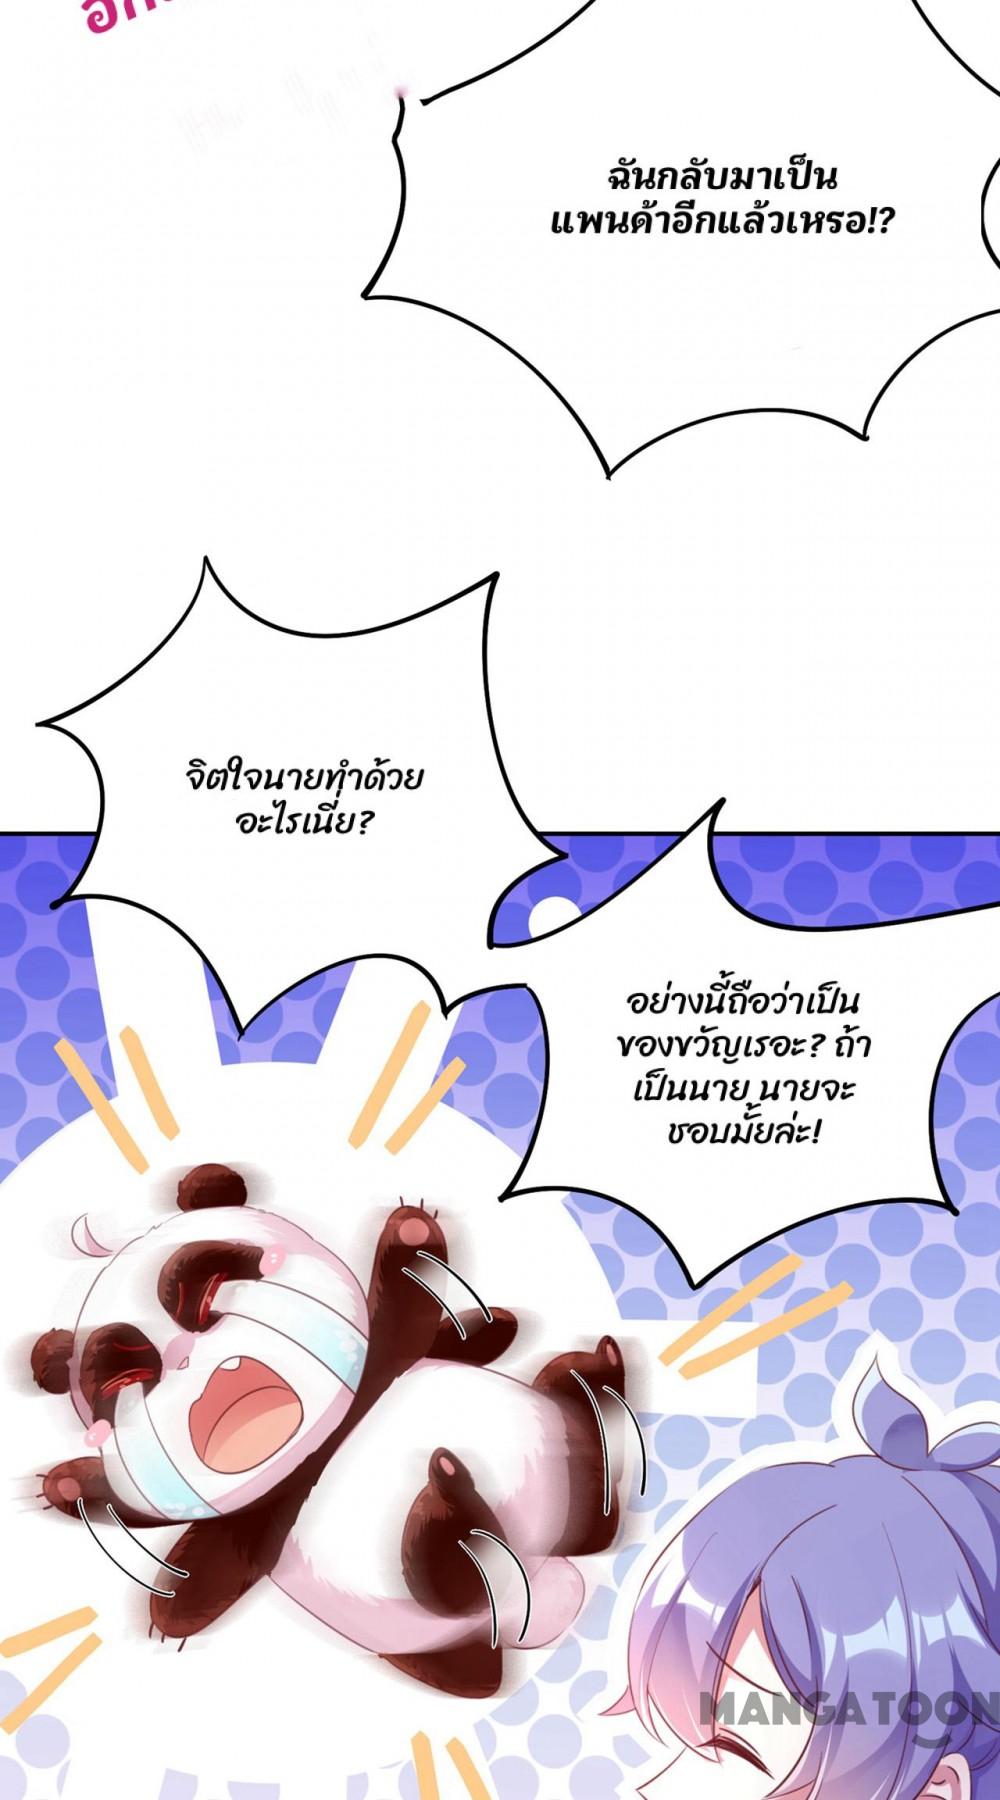 ฉันกลับมาเป็น
แพนด้าอีกแล้วเหรอ!?
จิตใจนายทำด้วย
อะไรเนี่ย?
อย่างนี้ถือว่าเป็น
ของขวัญเรอะ? ถ้า
เป็นนาย นายจะ
ชอบมั้ยล่ะ!
MANGATOON